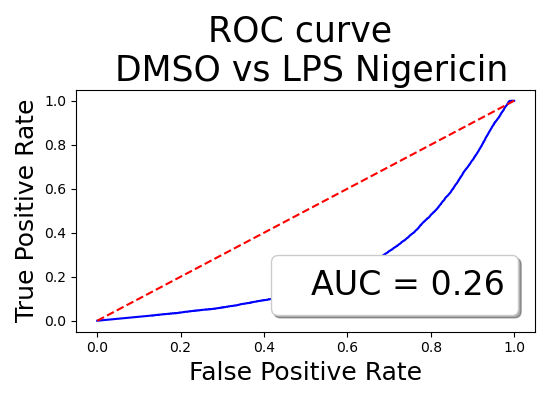 ROC curve
DMSO vs LPS Nigericin
True Positive Rate
1.0
0.8
0.6
0.4
0.2
0.0
AUC = 0.26
0.0 0.2 0.4 0.6 0.8 1.0
False Positive Rate